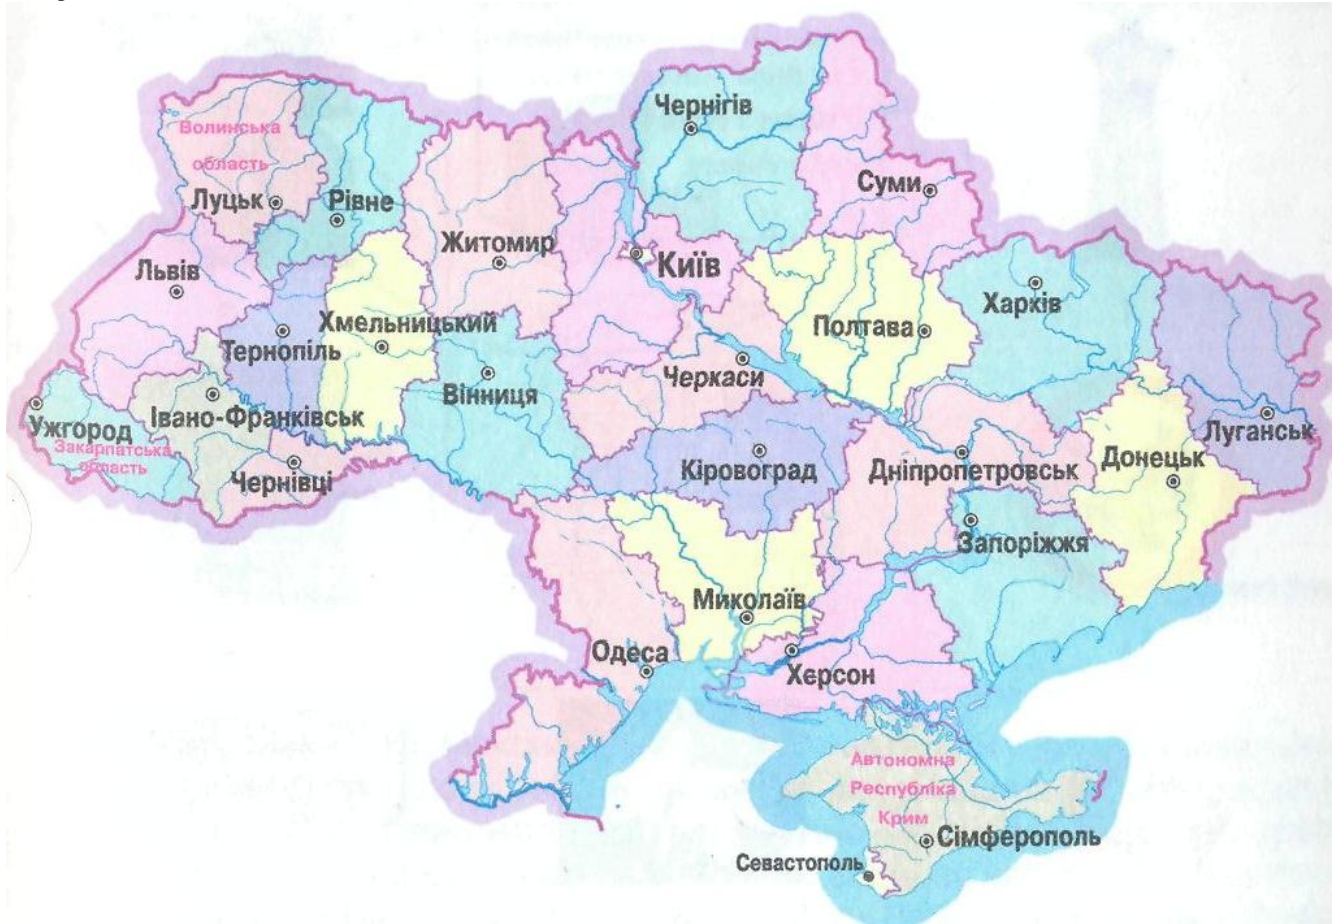 Чернігів
Волинська
область
Луцьк
Рівне
Суми
Житомир
Київ
Львів
Харків
Хмельницький
Тернопіль
Полтава
Вінниця
Черкаси
Івано-Франківськ
Ужгород
Закарпатська
область
Чернівці
Кіровоград
Дніпропетровськ
Донецьк
Луганськ
Запоріжжя
Миколаїв
Одеса
Херсон
Автономна
Республіка
Крим
Сімферополь
Севастополь